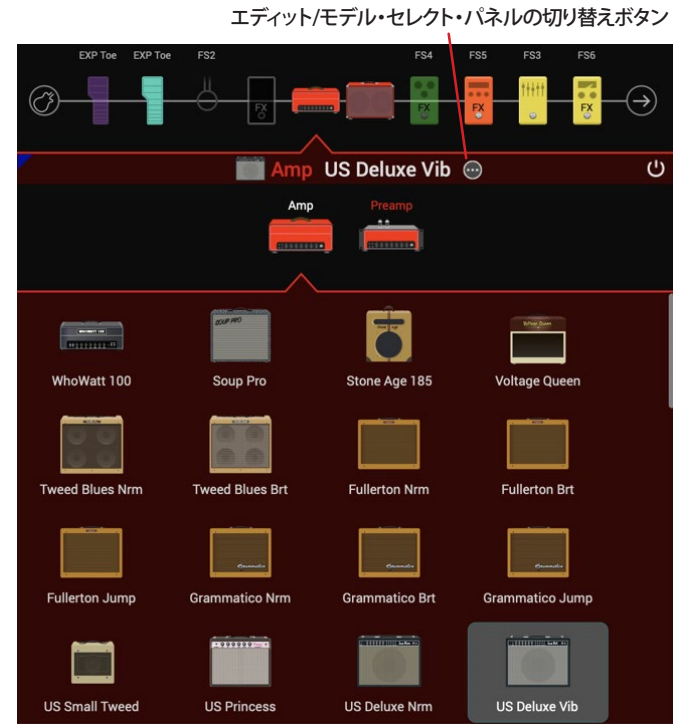 エディット/モデル・セレクト・パネルの切り替えボタン
EXP Toe EXP Toe FS2 FS4 FS5 FS3 FS6
FX FX FX
Amp US Deluxe Vib
Amp Preamp
WhoWatt 100 Soup Pro Stone Age 185 Voltage Queen
Tweed Blues Nrm Tweed Blues Brt Fullerton Nrm Fullerton Brt
Fullerton Jump Grammatico Nrm Grammatico Brt Grammatico Jump
US Small Tweed US Princess US Deluxe Nrm US Deluxe Vib